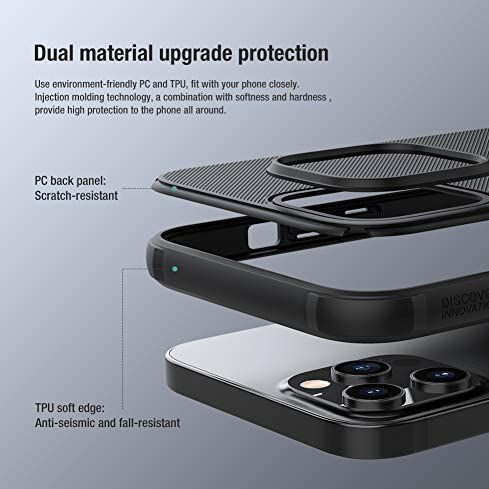 Dual material upgrade protection
Use environment-friendly PC and TPU, fit with your phone closely.
Injection molding technology, a combination with softness and hardness ,
provide high protection to the phone all around.
PC back panel:
Scratch-resistant
TPU soft edge:
Anti-seismic and fall-resistant